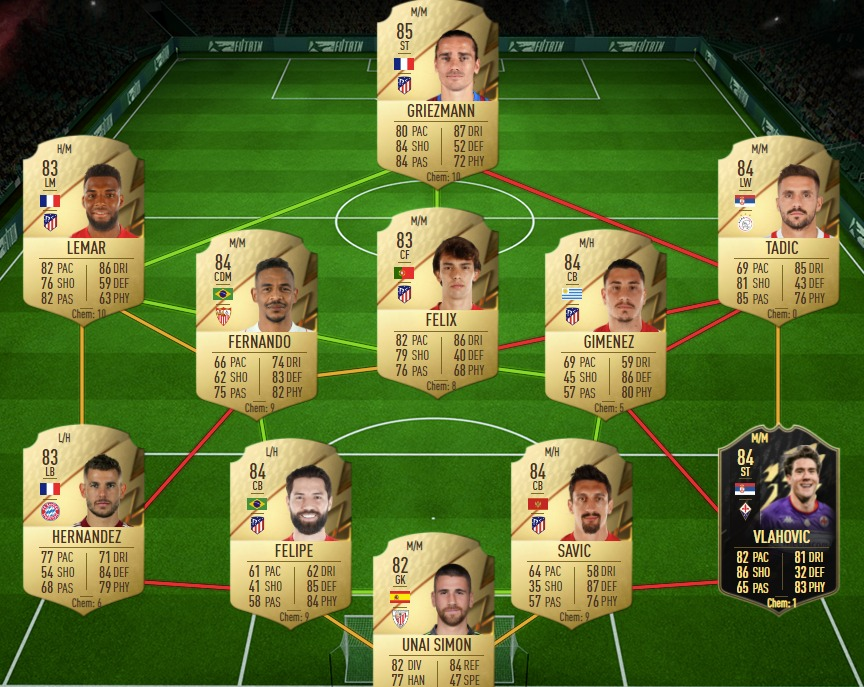 FUTBIN
FUTBIN
FUTBIN
M/M
85
ST
GRIEZMANN
80 PAC 87 DRI
84 SHO 52 DEF
84 PAS 72 PHY
Chem: 10
H/M
83
LM
LEMAR
82 PAC 86 DRI
76 SHO 59 DEF
82 PAS 63 PHY
Chem: 10
M/M
84
LW
TADIC
69 PAC 85 DRI
81 SHO 43 DEF
85 PAS 76 PHY
Chem: 0
M/M
84
CDM
FERNANDO
66 PAC 74 DRI
62 SHO 83 DEF
75 PAS 82 PHY
Chem: 9
M/M
83
CF
FELIX
82 PAC 86 DRI
79 SHO 40 DEF
76 PAS 68 PHY
Chem: 8
M/H
84
CB
GIMENEZ
69 PAC 59 DRI
45 SHO 86 DEF
57 PAS 80 PHY
Chem: 5
L/H
83
LB
HERNANDEZ
77 PAC 71 DRI
54 SHO 84 DEF
68 PAS 79 PHY
Chem: 6
L/H
84
CB
FELIPE
61 PAC 62 DRI
41 SHO 85 DEF
58 PAS 84 PHY
Chem: 9
M/H
84
CB
SAVIC
64 PAC 58 DRI
35 SHO 87 DEF
57 PAS 76 PHY
Chem: 9
M/M
84
ST
VLAHOVIC
82 PAC 81 DRI
86 SHO 32 DEF
65 PAS 83 PHY
Chem: 1
M/M
82
GK
UNAI SIMON
82 DIV 84 REF
77 HAN 47 SPE